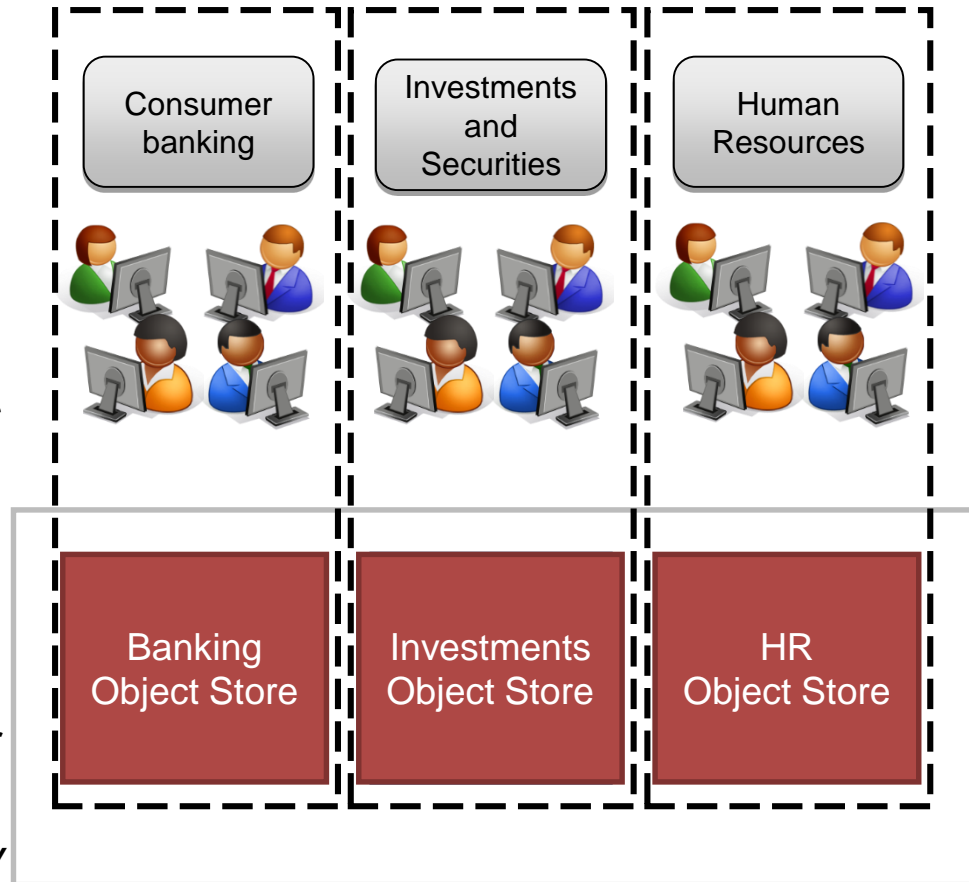 Consumer
banking
Investments
and
Securities
Human
Resources
Banking
Object Store
Investments
Object Store
HR
Object Store